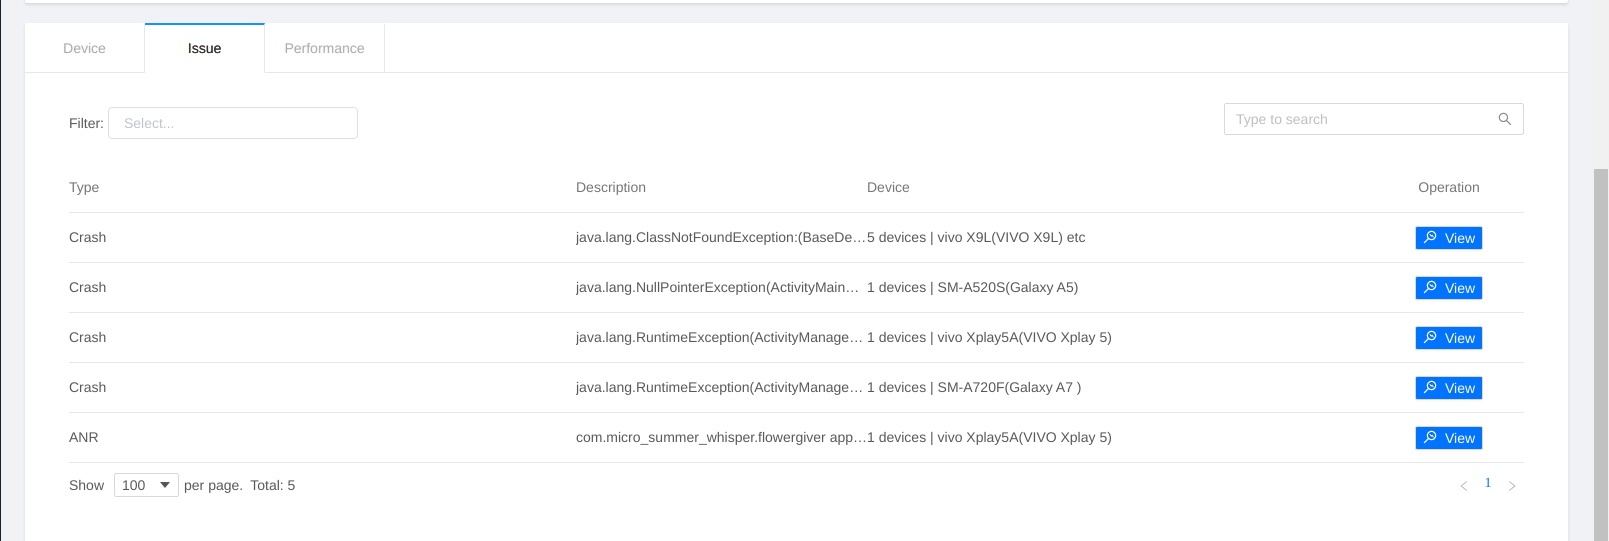 Device Issue Performance
Filter: Select... Type to search
Type Description Device Operation
Crash java.lang.ClassNotFoundException:(BaseDe... 5 devices | vivo X9L(VIVO X9L) etc View
Crash java.lang.NullPointerException(ActivityMain... 1 devices | SM-A520S(Galaxy A5) View
Crash java.lang.RuntimeException(ActivityManage... 1 devices | vivo Xplay5A(VIVO Xplay 5) View
Crash java.lang.RuntimeException(ActivityManage... 1 devices | SM-A720F(Galaxy A7 ) View
ANR com.micro_summer_whisper.flowergiver app... 1 devices | vivo Xplay5A(VIVO Xplay 5) View
Show 100 per page. Total: 5 1